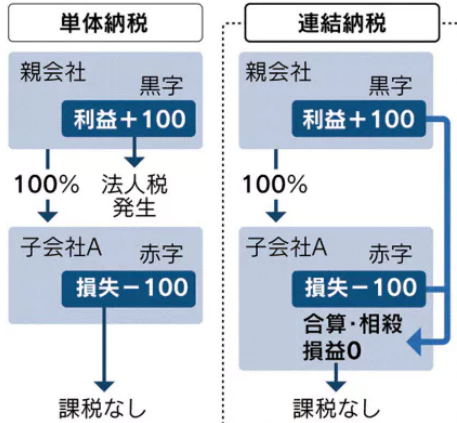 単体納税
親会社
黒字
利益＋100
100%
法人税
発生
子会社A
赤字
損失−100
課税なし
連結納税
親会社
黒字
利益＋100
100%
子会社A
赤字
損失−100
合算・相殺
損益0
課税なし